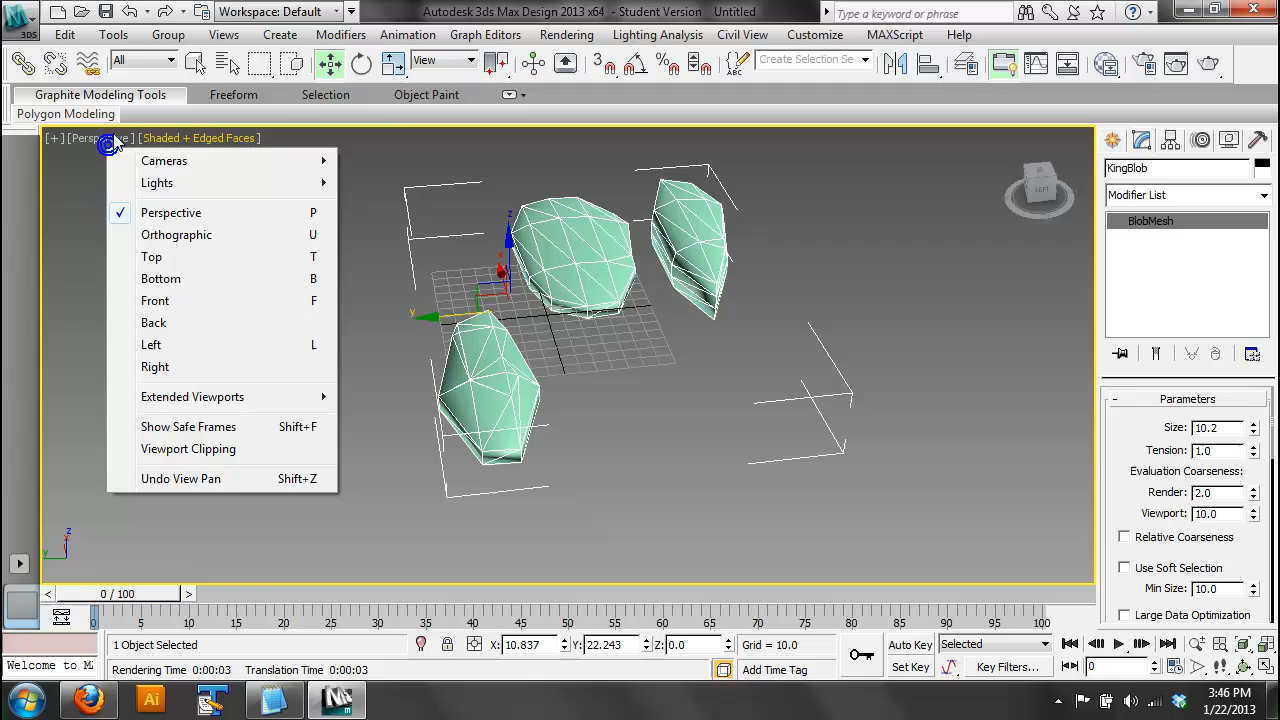 Workspace: Default
Autodesk 3ds Max Design 2013 x64 - Student Version Untitled
Type a keyword or phrase
3DS
Edit Tools Group Views Create Modifiers Animation Graph Editors Rendering Lighting Analysis Civil View Customize MAXScript Help
All
View
3
Create Selection Se
Graphite Modeling Tools Freeform Selection Object Paint
Polygon Modeling
[+] [Perspective] [Shaded + Edged Faces]
Cameras
Lights
Perspective P
Orthographic U
Top T
Bottom B
Front F
Back
Left L
Right
Extended Viewports
Show Safe Frames Shift+F
Viewport Clipping
Undo View Pan Shift+Z
z
x
y
LEFT
z
y
KingBlob
Modifier List
BlobMesh
- Parameters
Size: 10.2
Tension: 1.0
Evaluation Coarseness:
Render: 2.0
Viewport: 10.0
Relative Coarseness
Use Soft Selection
Min Size: 10.0
Large Data Optimization
< 0 / 100 >
0 5 10 15 20 25 30 35 40 45 50 55 60 65 70 75 80 85 90 95 100
1 Object Selected
X: 10.837 Y: 22.243 Z: 0.0
Grid = 10.0
Auto Key Selected
Welcome to M
Rendering Time 0:00:03 Translation Time 0:00:03
Add Time Tag
Set Key Key Filters...
0
Ai
3:46 PM
1/22/2013